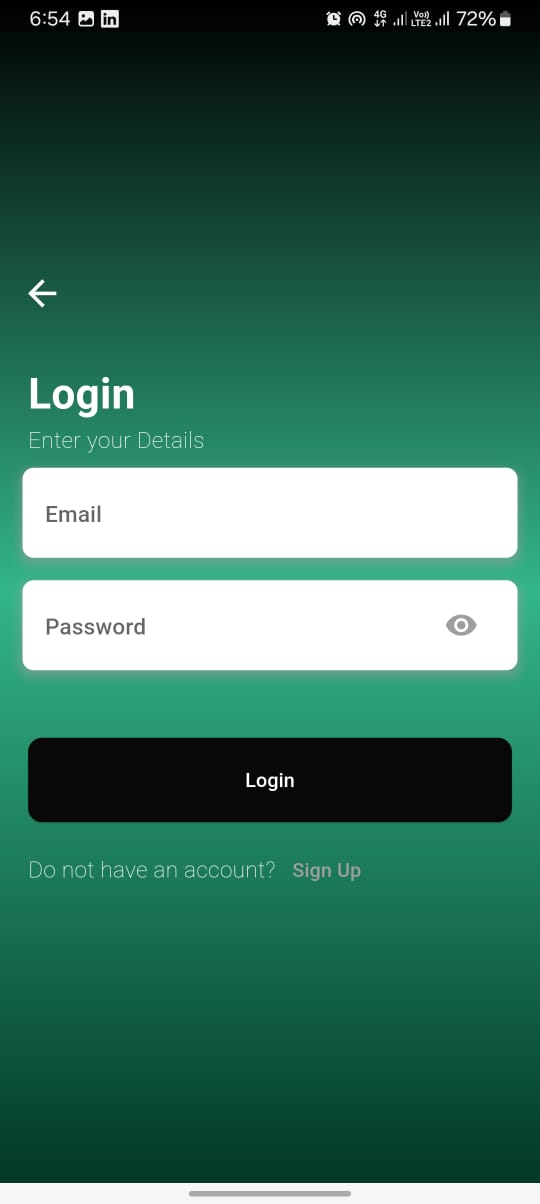 6:54 in 4G Vo) LTE2 72%
Login
Enter your Details
Email
Password
Login
Do not have an account? Sign Up